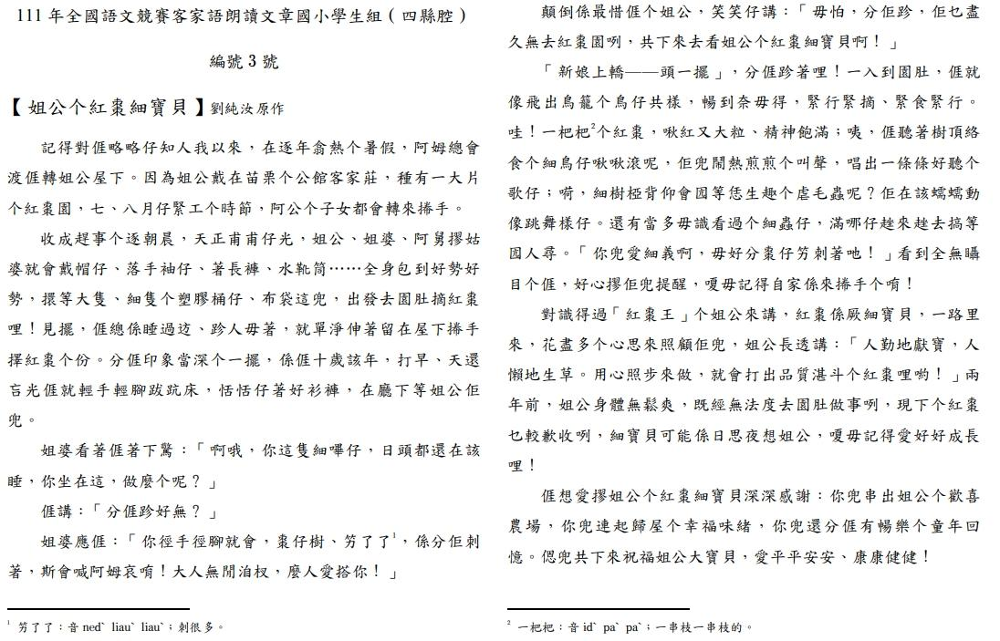 111 年全國語文競賽客家語朗讀文章國小學生組（四縣腔）
編號 3 號
【姐公个紅棗細寶貝】劉純汝原作
記得對𠊎略略仔知人我以來，在逐年翕熱个暑假，阿姆總會
渡𠊎轉姐公屋下。因為姐公戴在苗栗个公館客家莊，種有一大片
个紅棗園，七、八月仔緊工个時節，阿公个子女都會轉來㧡手。
收成趕事个逐朝晨，天正甫甫仔光，姐公、姐婆、阿舅摎姑
婆就會戴帽仔、落手袖仔、著長褲、水靴筒……全身包到好勢好
勢，擐等大隻、細隻个塑膠桶仔、布袋這兜，出發去園肚摘紅棗
哩！見擺，𠊎總係睡過迯、跈人毋著，就單淨伸著留在屋下㧡手
擇紅棗个份。分𠊎印象當深个一擺，係𠊎十歲該年，打早、天還
吂光𠊎就輕手輕腳䟘䟘床，恬恬仔著好衫褲，在廳下等姐公佢
兜。
姐婆看著𠊎著下驚：「啊哦，你這隻細嗶仔，日頭都還在該
睡，你坐在這，做麼个呢？」
𠊎講：「分𠊎跈好無？」
姐婆應𠊎：「你徑手徑腳就會，棗仔樹、竻了了1，係分佢刺
著，斯會喊阿姆哀唷！大人無閒洎杈，麼人愛搭你！」
1 竻了了：音 nedˋ liauˋ liauˋ；刺很多。
顛倒係最惜𠊎个姐公，笑笑仔講：「毋怕，分佢跈，佢乜盡
久無去紅棗園咧，共下來去看姐公个紅棗細寶貝啊！」
「新娘上轎——頭一擺」，分𠊎跈著哩！一入到園肚，𠊎就
像飛出鳥籠个鳥仔共樣，暢到奈毋得，緊行緊摘、緊食緊行。
哇！一杷杷2个紅棗，啾紅又大粒、精神飽滿；咦，𠊎聽著樹頂絡
食个細鳥仔啾啾滾呢，佢兜鬧熱煎煎个叫聲，唱出一條條好聽个
歌仔；嗬，細樹椏背仰會囥等恁生趣个虐毛蟲呢？佢在該蠕蠕動
像跳舞樣仔。還有當多毋識看過个細蟲仔，滿哪仔趖來趖去搞等
囥人尋。「你兜愛細義啊，毋好分棗仔竻刺著吔！」看到全無聶
目个𠊎，好心摎佢兜提醒，嗄毋記得自家係來㧡手个唷！
對識得過「紅棗王」个姐公來講，紅棗係厥細寶貝，一路里
來，花盡多个心思來照顧佢兜，姐公長透講：「人勤地獻寶，人
懶地生草。用心照步來做，就會打出品質湛斗个紅棗哩喲！」兩
年前，姐公身體無鬆爽，既經無法度去園肚做事咧，現下个紅棗
乜較歉收咧，細寶貝可能係日思夜想姐公，嗄毋記得愛好好成長
哩！
𠊎想愛摎姐公个紅棗細寶貝深深感謝：你兜串出姐公个歡喜
農場，你兜連起歸屋个幸福味緒，你兜還分𠊎有暢樂个童年回
憶。偲兜共下來祝福姐公大寶貝，愛平平安安、康康健健！
2 一杷杷：音 idˋ paˋ paˋ；一串枝一串枝的。